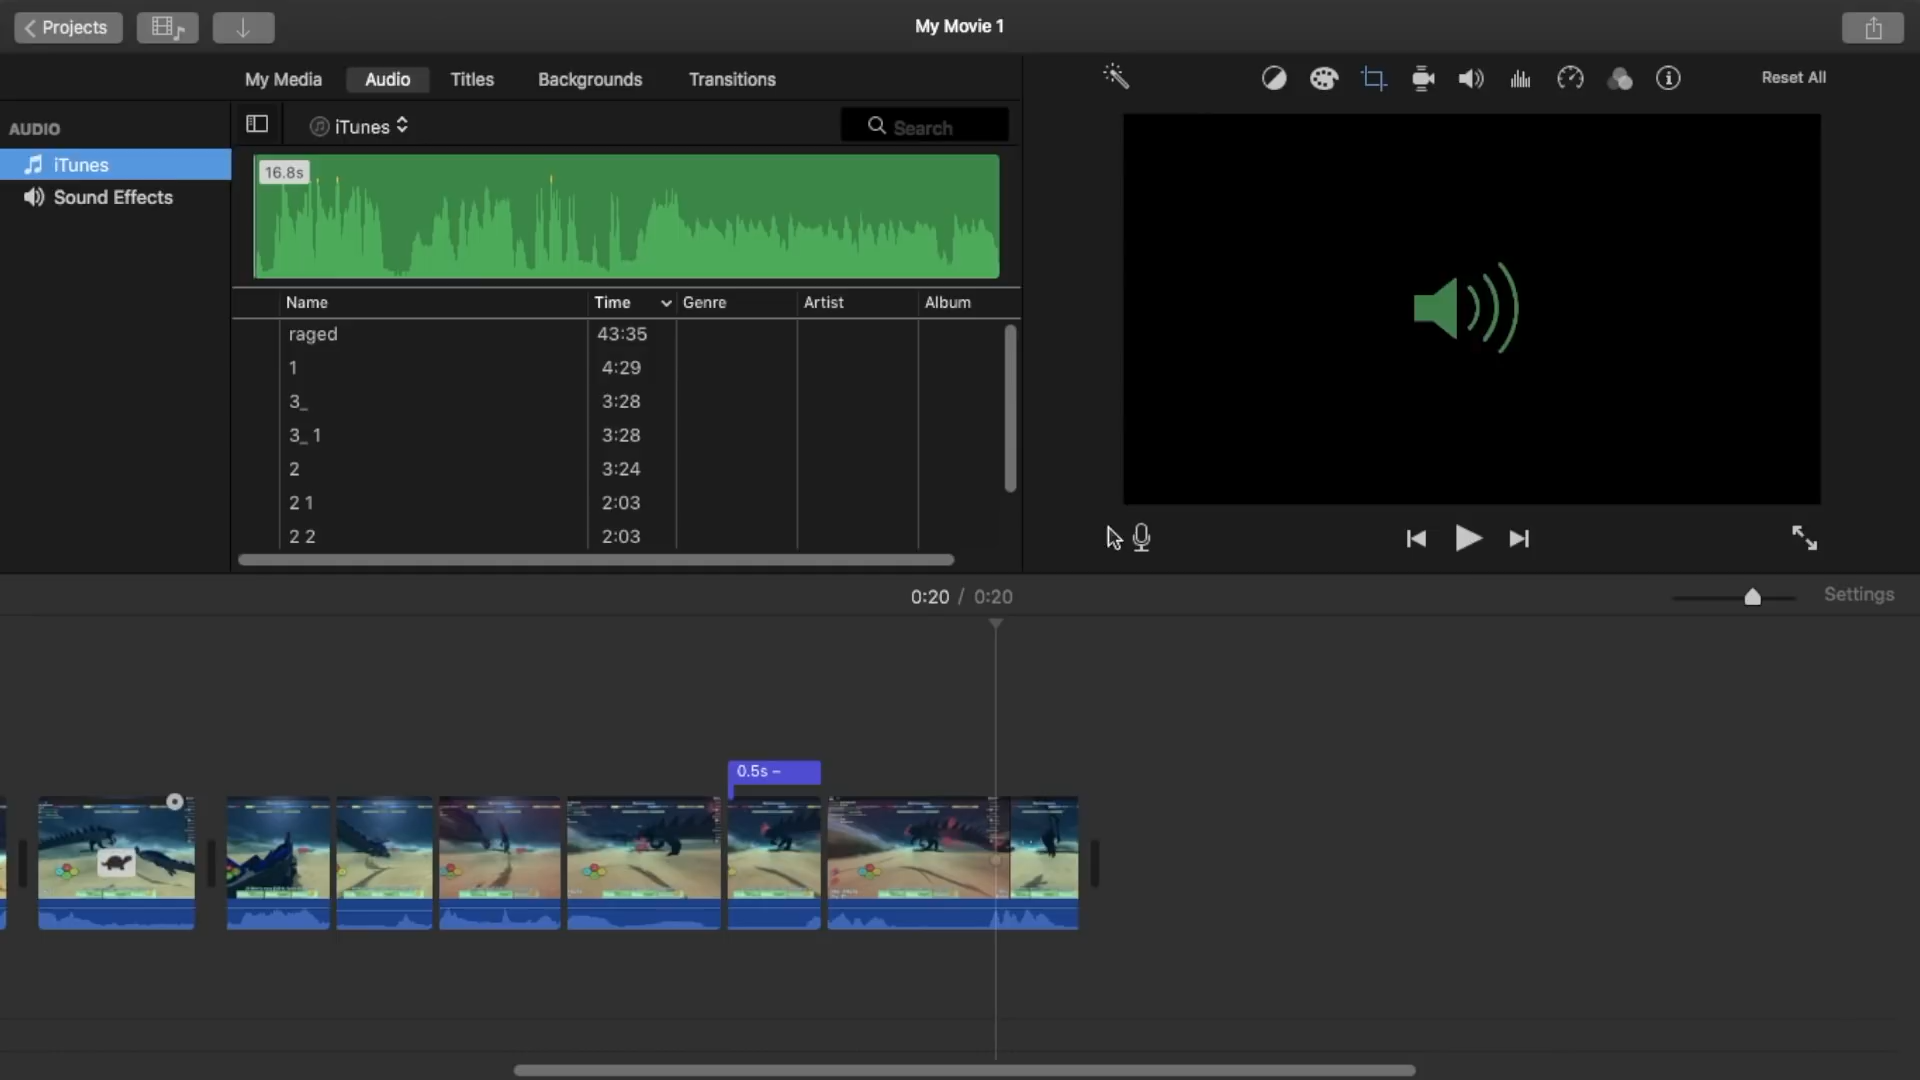 Projects
My Movie 1
My Media
Audio
Titles
Backgrounds
Transitions
Reset All
AUDIO
iTunes
Search
iTunes
Sound Effects
16.8s
Name
Time
Genre
Artist
Album
raged 43:35
1 4:29
3_ 3:28
3_ 1 3:28
2 3:24
2 1 2:03
2 2 2:03
0:20 / 0:20
Settings
0.5s –